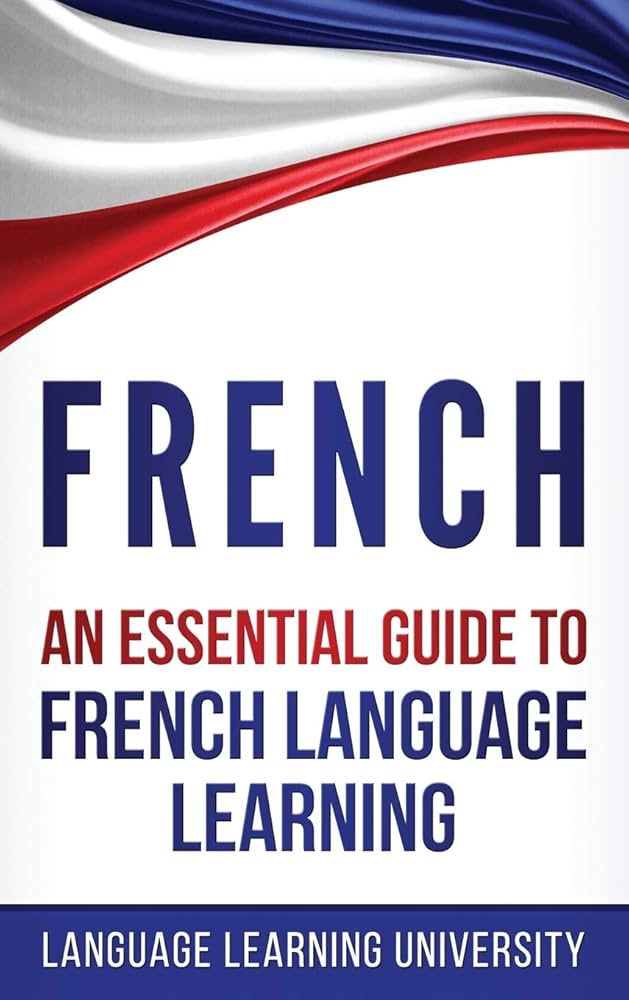 FRENCH
AN ESSENTIAL GUIDE TO
FRENCH LANGUAGE
LEARNING
LANGUAGE LEARNING UNIVERSITY